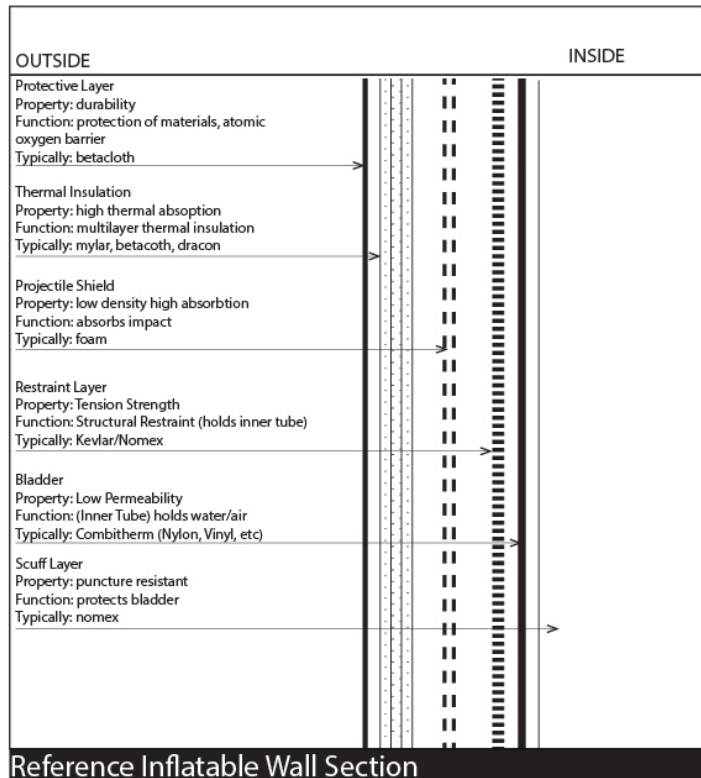 OUTSIDE
INSIDE
Protective Layer
Property: durability
Function: protection of materials, atomic
oxygen barrier
Typically: betacloth
Thermal Insulation
Property: high thermal absoption
Function: multilayer thermal insulation
Typically: mylar, betacoth, dracon
Projectile Shield
Property: low density high absorbtion
Function: absorbs impact
Typically: foam
Restraint Layer
Property: Tension Strength
Function: Structural Restraint (holds inner tube)
Typically: Kevlar/Nomex
Bladder
Property: Low Permeability
Function: (Inner Tube) holds water/air
Typically: Combitherm (Nylon, Vinyl, etc)
Scuff Layer
Property: puncture resistant
Function: protects bladder
Typically: nomex
Reference Inflatable Wall Section